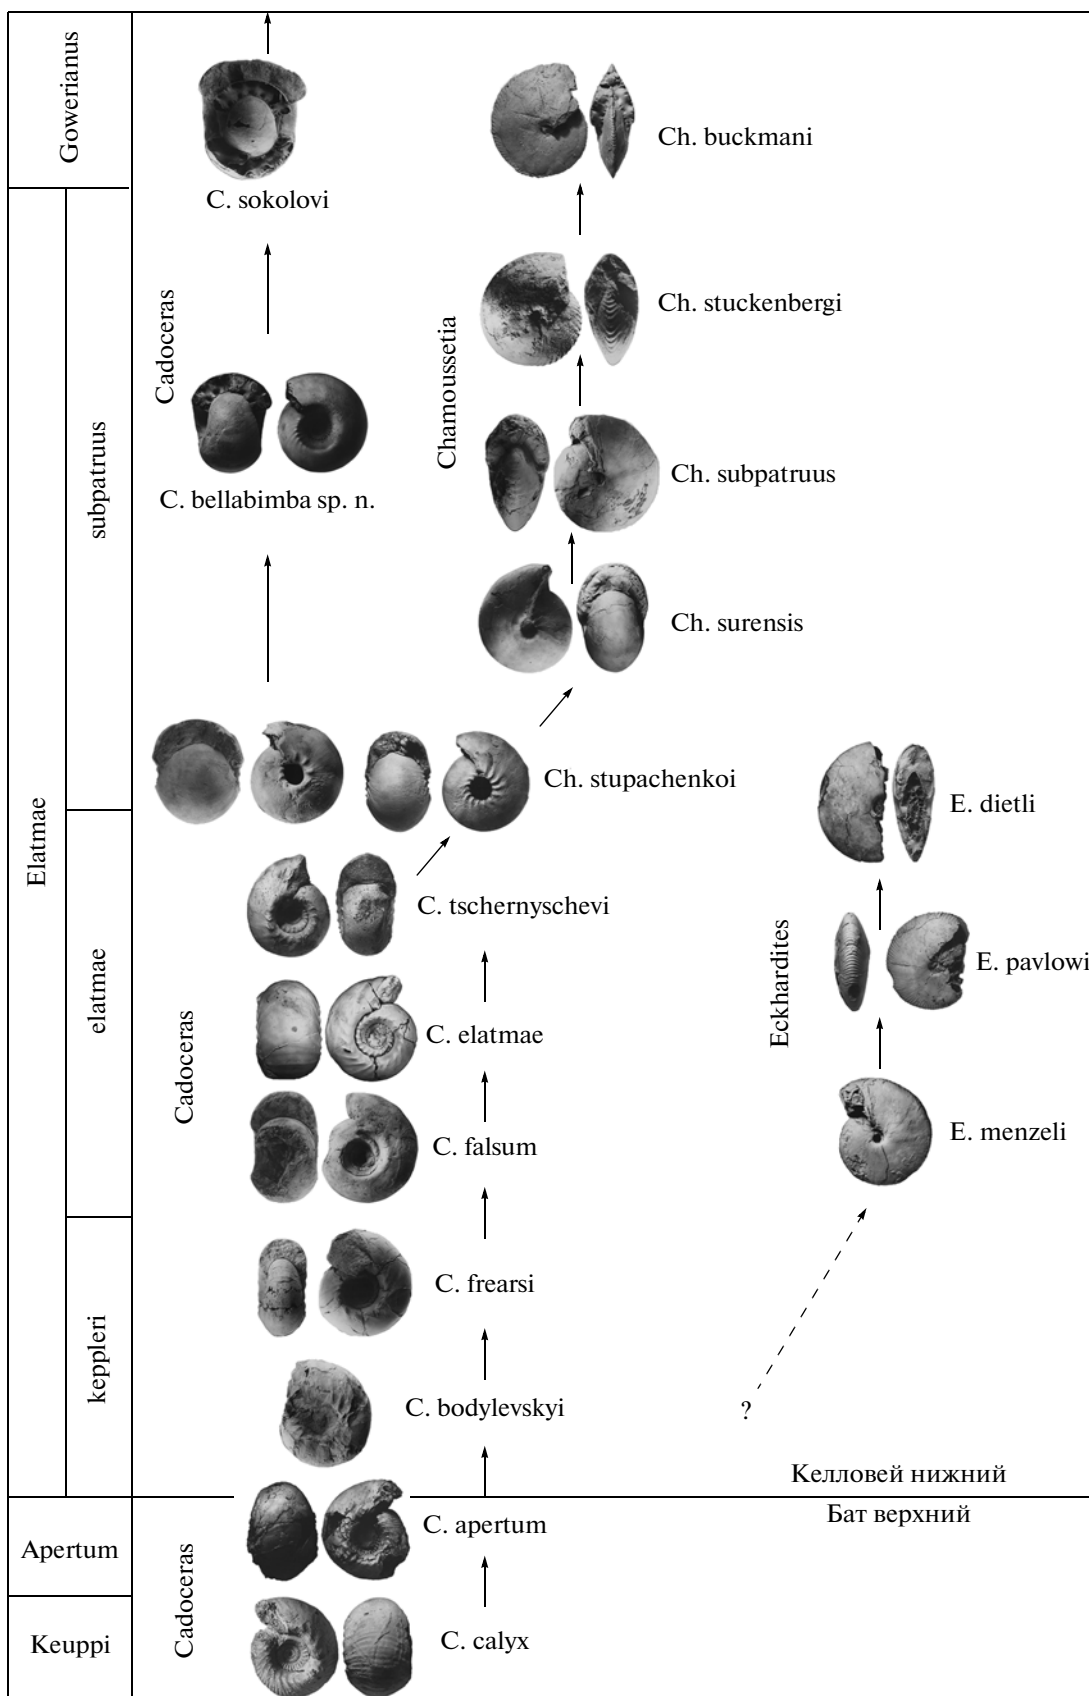 Gowerianus
Ch. buckmani
C. sokolovi
Cadoceras
Chamoussetia
Ch. stuckenbergi
subpatruus
Ch. subpatruus
C. bellabimba sp. n.
Ch. surensis
Ch. stupachenkoi
E. dietli
Elatmae
elatmae
C. tschernyschevi
Eckhardites
E. pavlowi
Cadoceras
C. elatmae
C. falsum
E. menzeli
keppleri
C. frearsi
C. bodylevskyi
?
Келловей нижний
Бат верхний
Apertum
C. apertum
Cadoceras
Keuppi
C. calyx